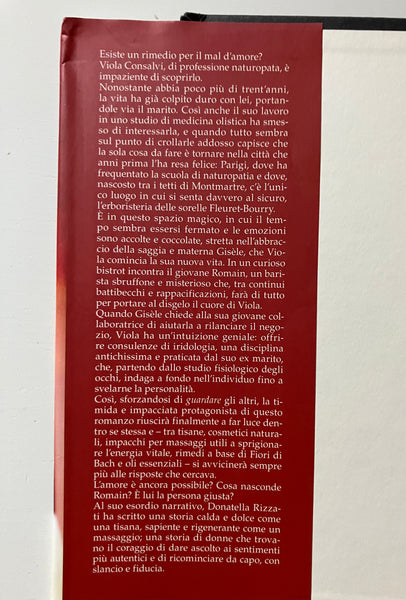 Esiste un rimedio per il mal d'amore?
Viola Consalvi, di professione naturopata, è
impaziente di scoprirlo.
Nonostante abbia poco più di trent'anni,
la vita ha già colpito duro con lei, portan-
dole via il marito. Così anche il suo lavoro
in uno studio di medicina olistica ha smes-
so di interessarla, e quando tutto sembra
sul punto di crollarle addosso capisce che
la sola cosa da fare è tornare nella città che
anni prima l'ha resa felice: Parigi, dove ha
frequentato la scuola di naturopatia e dove,
nascosto tra i tetti di Montmartre, c'è l'uni-
co luogo in cui si senta davvero al sicuro,
l'erboristeria delle sorelle Fleuret-Bourry.
È in questo spazio magico, in cui il tempo
sembra essersi fermato e le emozioni
sono accolte e coccolate, stretta nell'abbrac-
cio della saggia e materna Gisèle, che Vio-
la comincia la sua nuova vita. In un curioso
bistrot incontra il giovane Romain, un bari-
sta sbruffone e misterioso che, tra continui
battibecchi e rappacificazioni, farà di tutto
per portare al disgelo il cuore di Viola.
Quando Gisèle chiede alla sua giovane col-
laboratrice di aiutarla a rilanciare il nego-
zio, Viola ha un'intuizione geniale: offri-
re consulenze di iridologia, una disciplina
antichissima e praticata dal suo ex marito,
che, partendo dallo studio fisiologico degli
occhi, indaga a fondo nell'individuo fino a
svelarne la personalità.
Così, sforzandosi di guardare gli altri, la ti-
mida e impacciata protagonista di questo
romanzo riuscirà finalmente a far luce den-
tro se stessa e – tra tisane, cosmetici natura-
li, impacchi per massaggi utili a sprigiona-
re l'energia vitale, rimedi a base di Fiori di
Bach e oli essenziali – si avvicinerà sempre
più alle risposte che cercava.
L'amore è ancora possibile? Cosa nasconde
Romain? È lui la persona giusta?
Al suo esordio narrativo, Donatella Rizza-
ti ha scritto una storia calda e dolce come
una tisana, sapiente e rigenerante come un
massaggio; una storia di donne che trova-
no il coraggio di dare ascolto ai sentimenti
più autentici e di ricominciare da capo, con
slancio e fiducia.